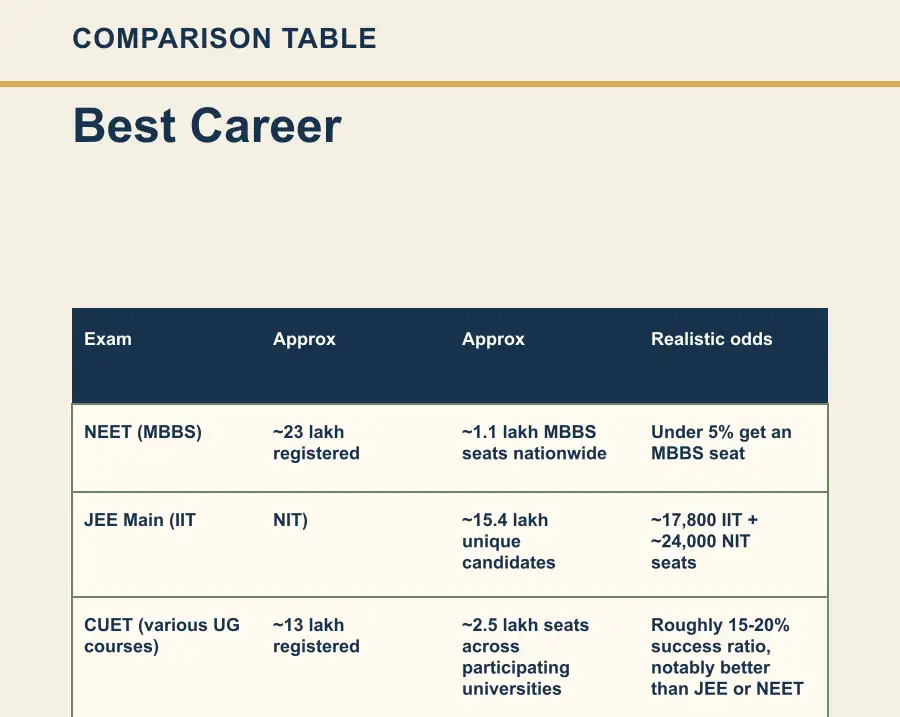 COMPARISON TABLE
Best Career
Exam
Approx
Approx
Realistic odds
NEET (MBBS)
~23 lakh
registered
~1.1 lakh MBBS
seats nationwide
Under 5% get an
MBBS seat
JEE Main (IIT
NIT)
~15.4 lakh
unique
candidates
~17,800 IIT +
~24,000 NIT
seats
CUET (various UG
courses)
~13 lakh
registered
~2.5 lakh seats
across
participating
universities
Roughly 15-20%
success ratio,
notably better
than JEE or NEET